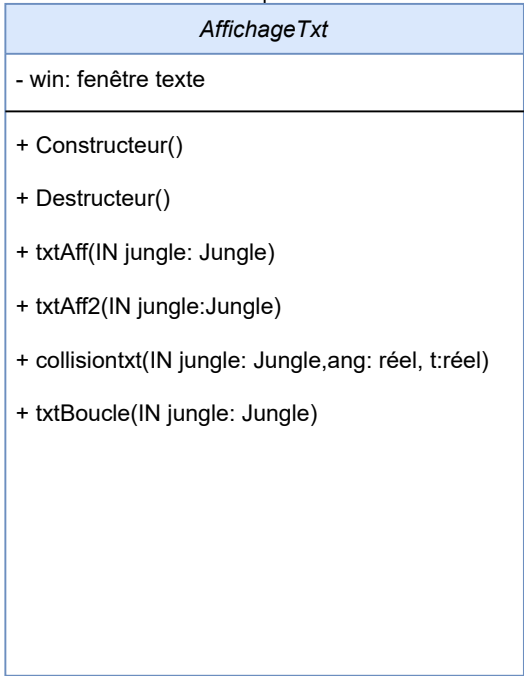 AffichageTxt
- win: fenêtre texte
+ Constructeur()
+ Destructeur()
+ txtAff(IN jungle: Jungle)
+ txtAff2(IN jungle:Jungle)
+ collisiontxt(IN jungle: Jungle,ang: réel, t:réel)
+ txtBoucle(IN jungle: Jungle)